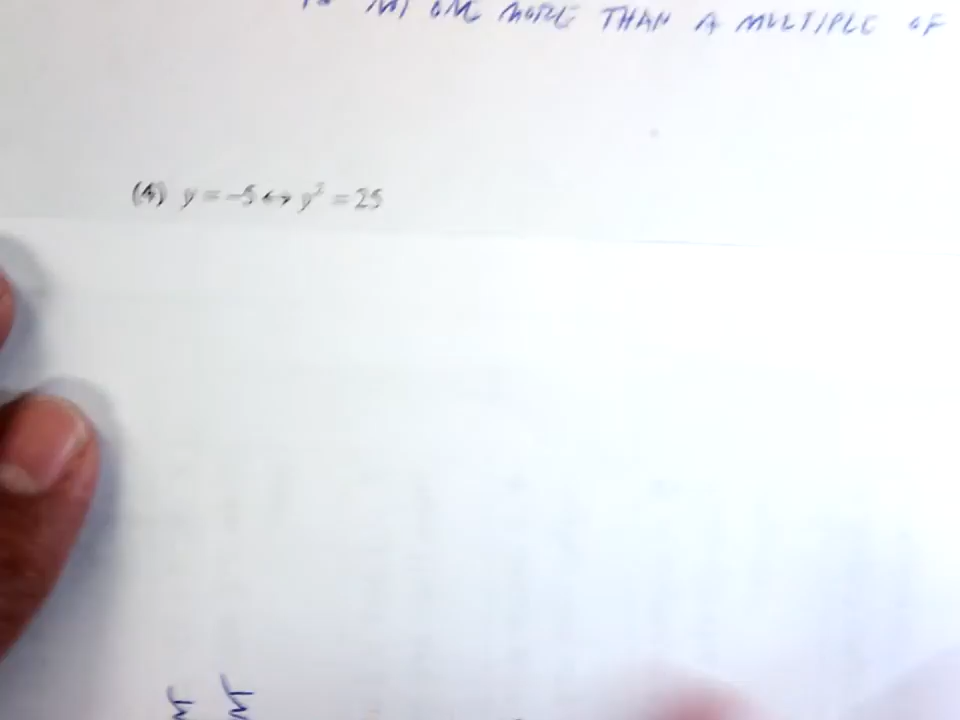 ONE MORE THAN A MULTIPLE OF
(4) y = -5 ↔ y² = 25